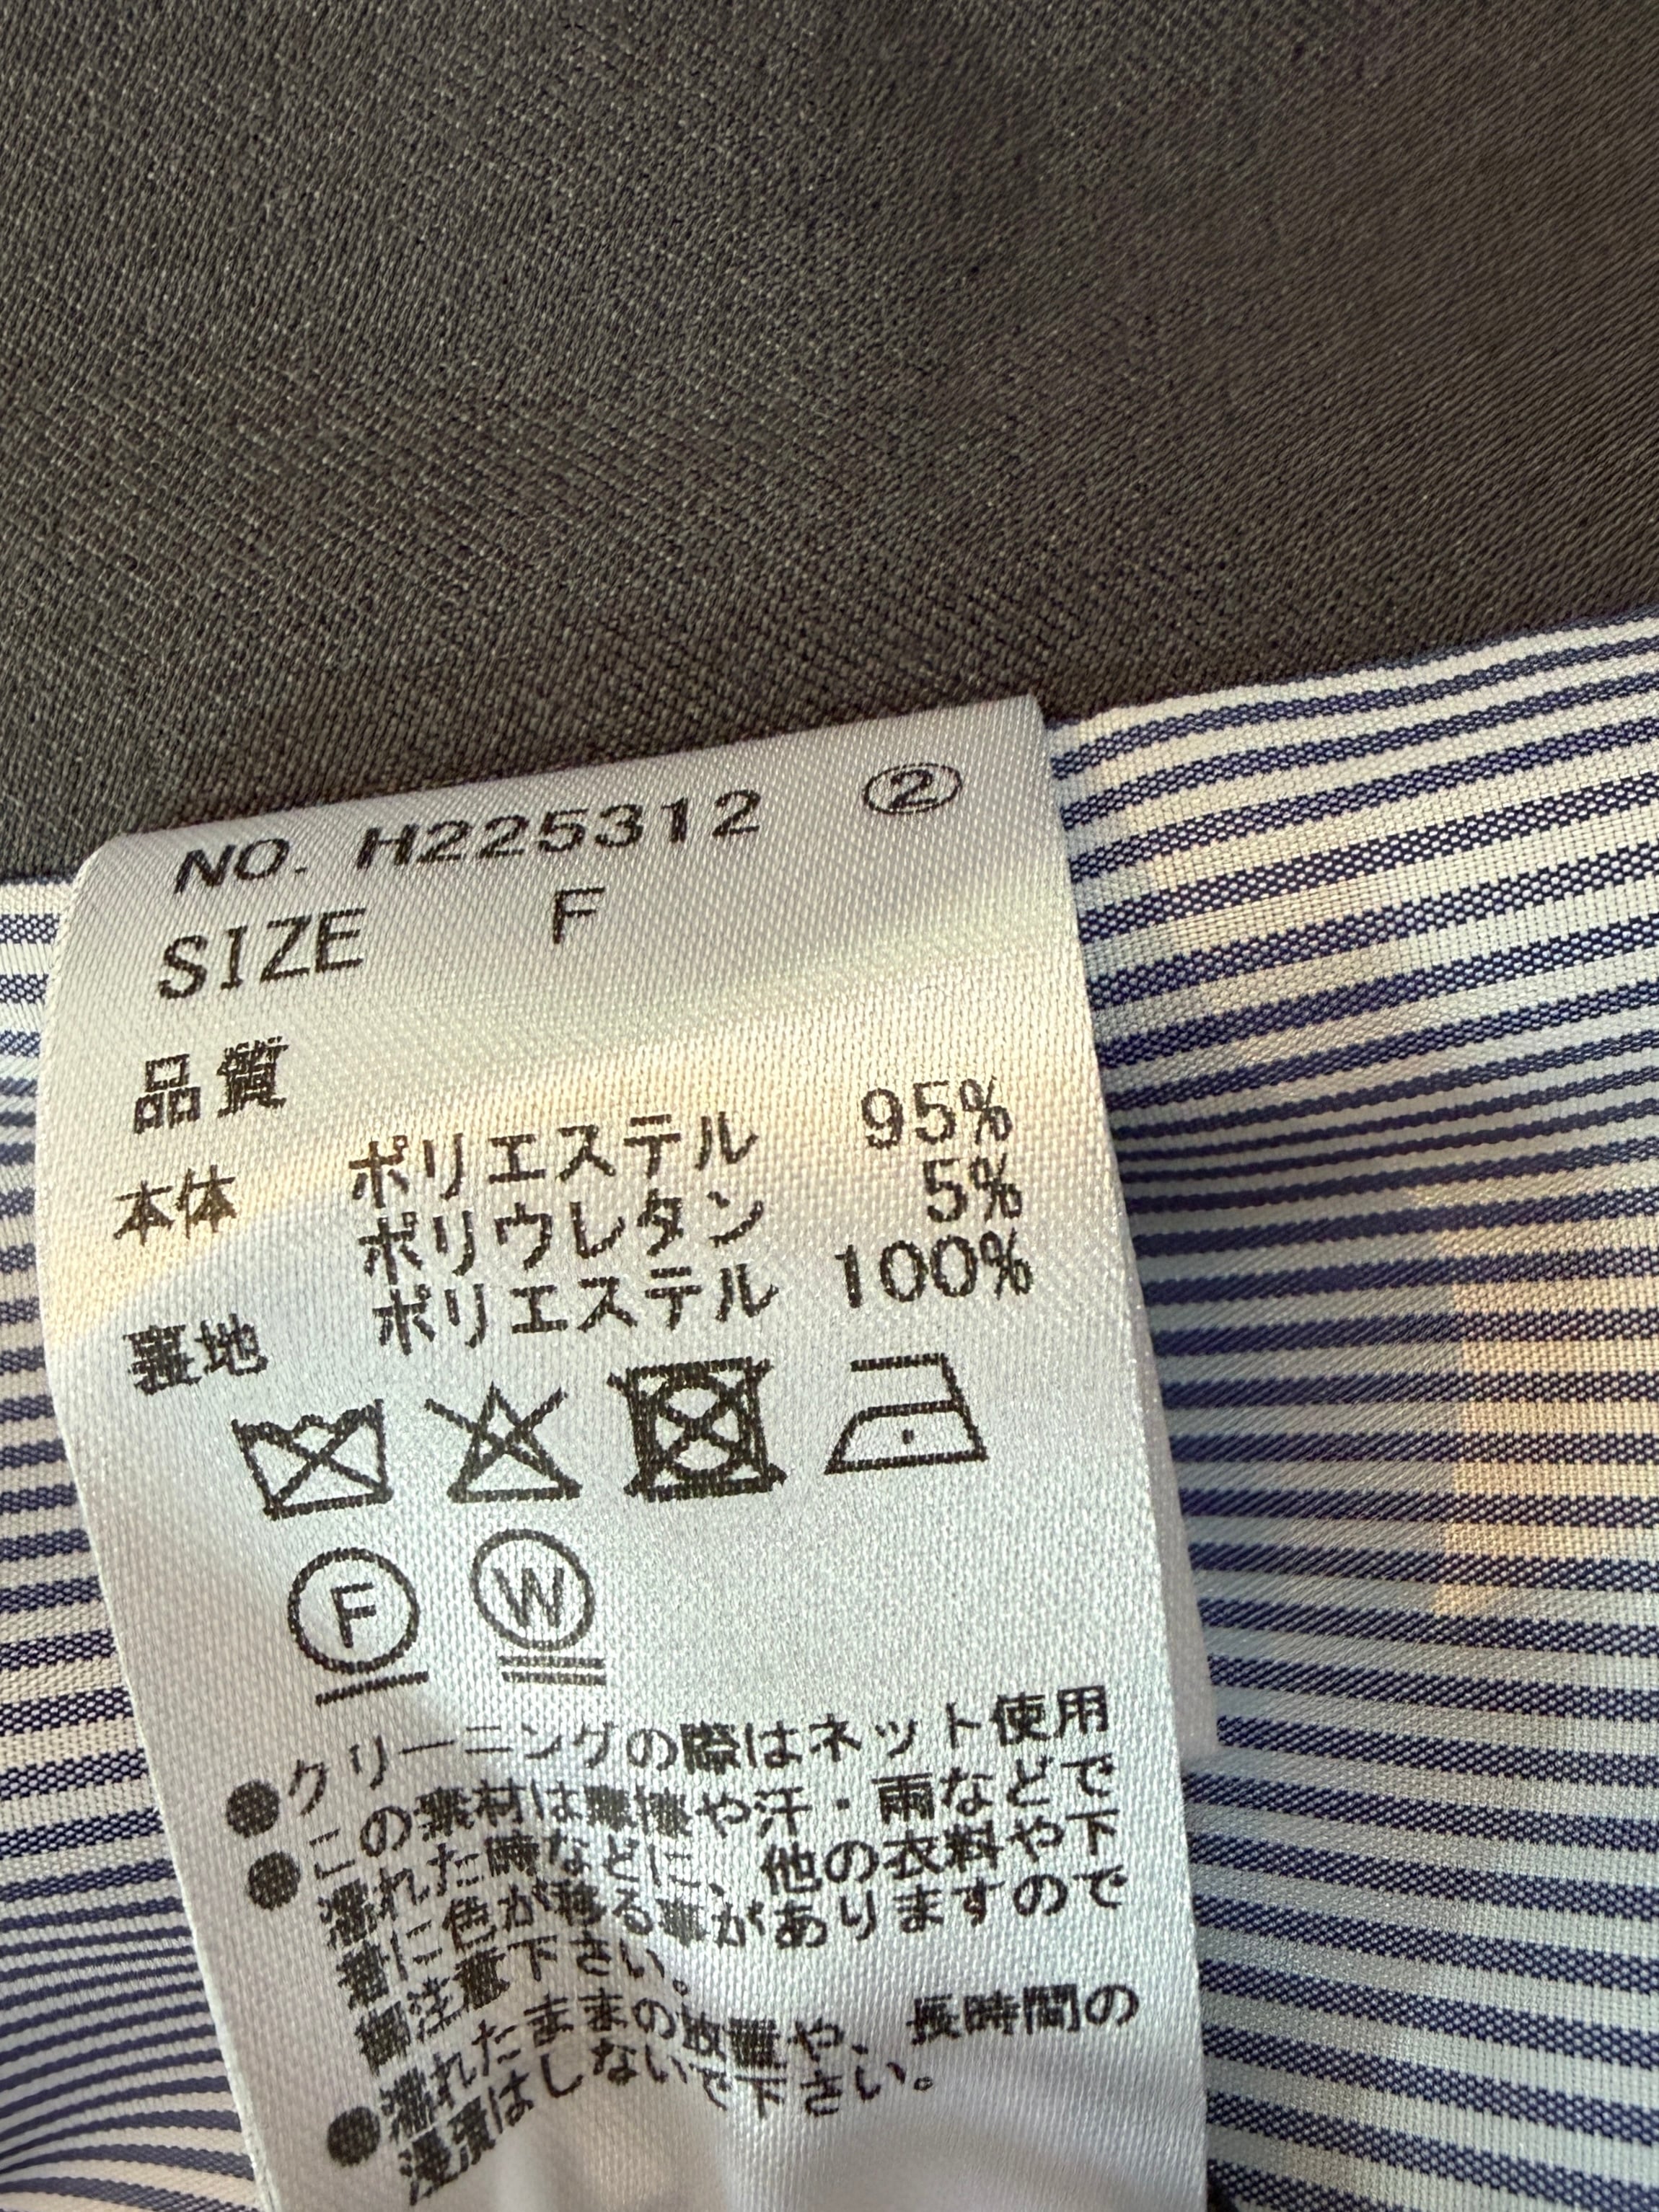 NO. H225312 ②
SIZE F
品質
本体 ポリエステル 95%
ポリウレタン 5%
裏地 ポリエステル 100%
F W
●クリーニングの際はネット使用
●この素材は摩擦や汗・雨などで
濡れた時などに、他の衣料や下
着に色が移る事がありますので
御注意下さい。
●濡れたままの放置や、長時間の
浸漬はしないで下さい。